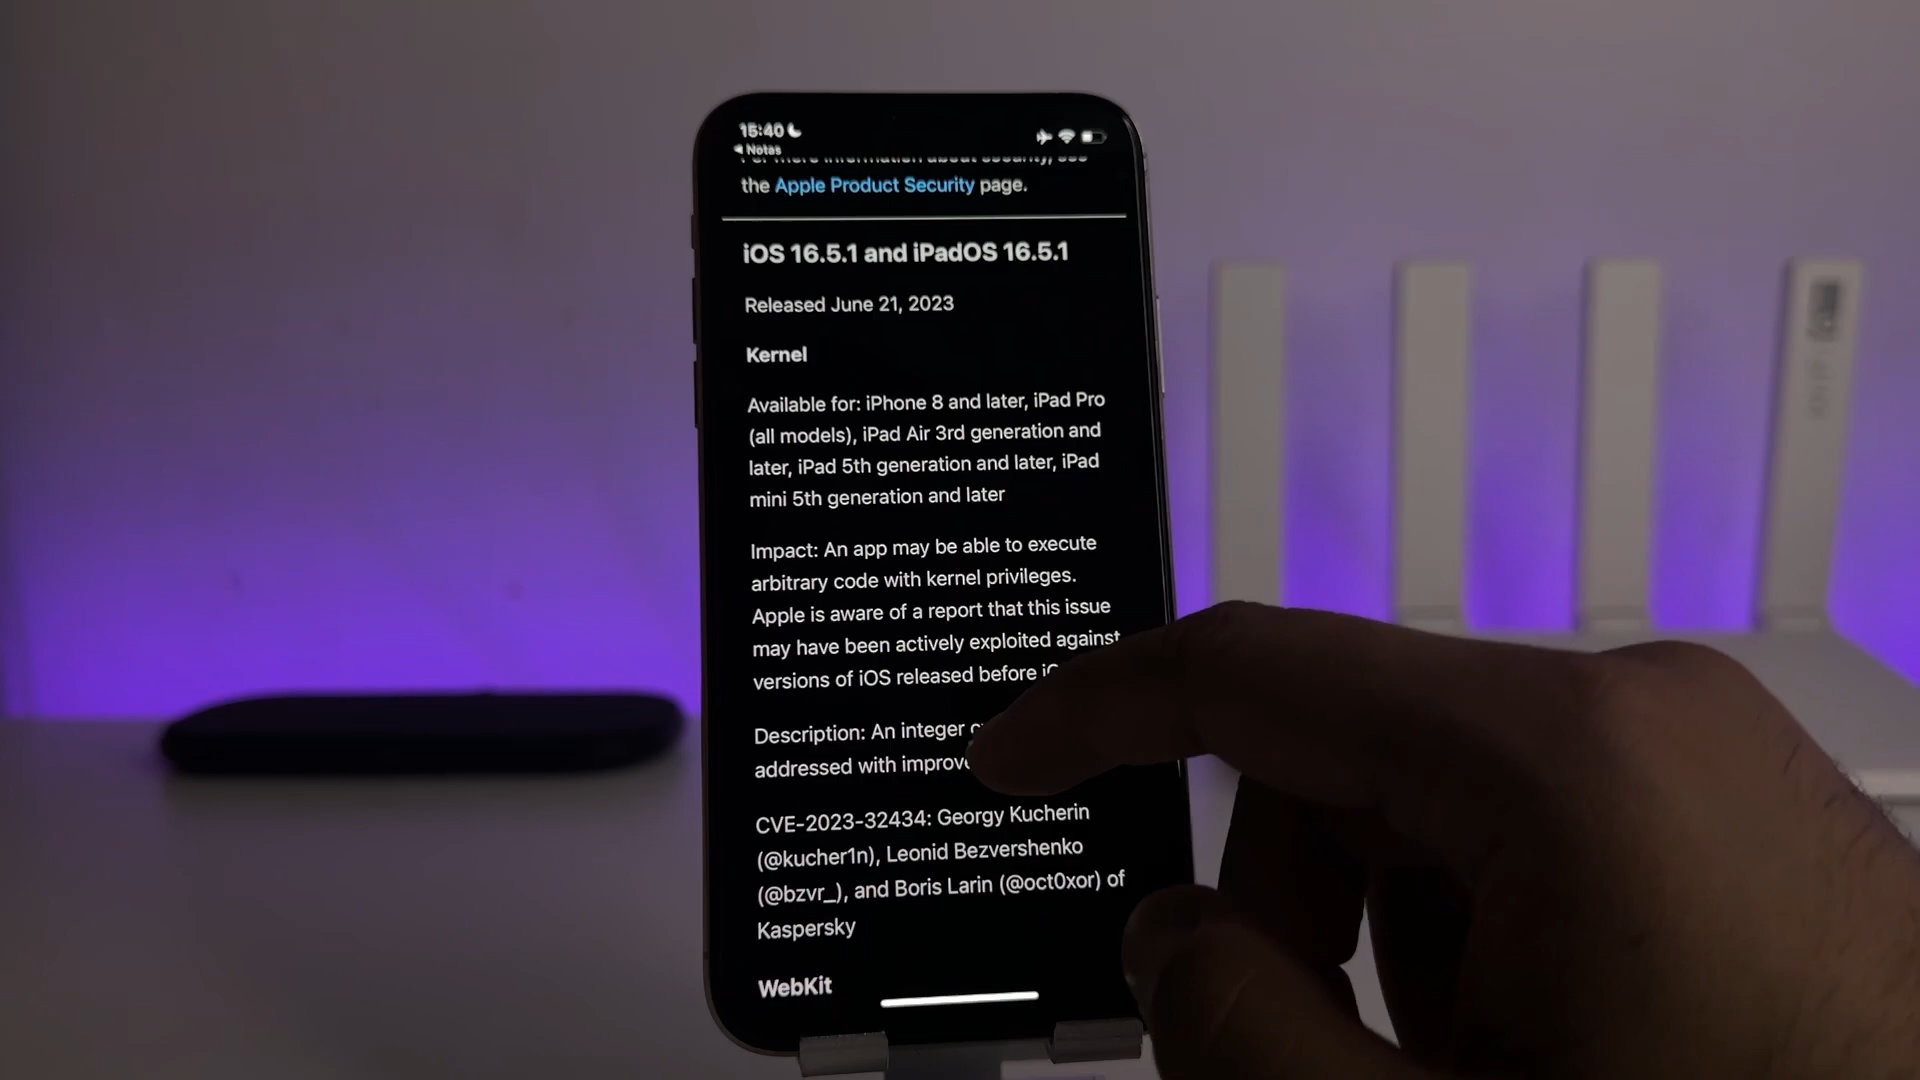 15:40
Notas
the Apple Product Security page.
iOS 16.5.1 and iPadOS 16.5.1
Released June 21, 2023
Kernel
Available for: iPhone 8 and later, iPad Pro
(all models), iPad Air 3rd generation and
later, iPad 5th generation and later, iPad
mini 5th generation and later
Impact: An app may be able to execute
arbitrary code with kernel privileges.
Apple is aware of a report that this issue
may have been actively exploited against
versions of iOS released before
Description: An integer
addressed with
CVE-2023-32434: Georgy Kucherin
(@kucher1n), Leonid Bezvershenko
(@bzvr_), and Boris Larin (@oct0xor) of
Kaspersky
WebKit